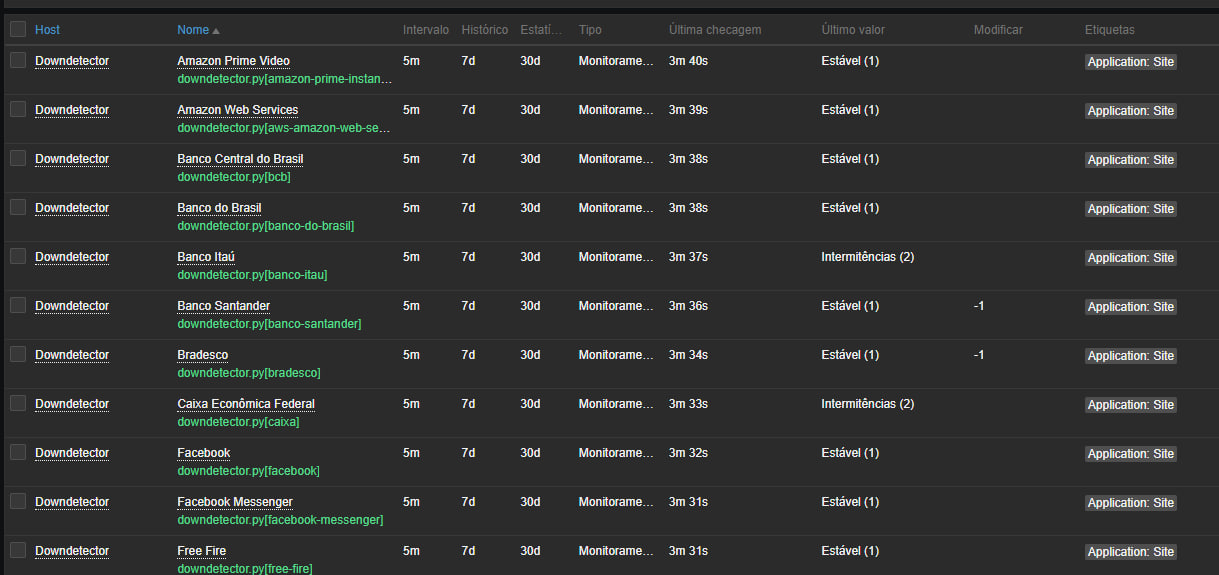 Host Nome Intervalo Histórico Estatí… Tipo Última checagem Último valor Modificar Etiquetas
Downdetector Amazon Prime Video 5m 7d 30d Monitorame… 3m 40s Estável (1) Application: Site
downdetector.py[amazon-prime-instan…
Downdetector Amazon Web Services 5m 7d 30d Monitorame… 3m 39s Estável (1) Application: Site
downdetector.py[aws-amazon-web-se…
Downdetector Banco Central do Brasil 5m 7d 30d Monitorame… 3m 38s Estável (1) Application: Site
downdetector.py[bcb]
Downdetector Banco do Brasil 5m 7d 30d Monitorame… 3m 38s Estável (1) Application: Site
downdetector.py[banco-do-brasil]
Downdetector Banco Itaú 5m 7d 30d Monitorame… 3m 37s Intermitências (2) Application: Site
downdetector.py[banco-itau]
Downdetector Banco Santander 5m 7d 30d Monitorame… 3m 36s Estável (1) -1 Application: Site
downdetector.py[banco-santander]
Downdetector Bradesco 5m 7d 30d Monitorame… 3m 34s Estável (1) -1 Application: Site
downdetector.py[bradesco]
Downdetector Caixa Econômica Federal 5m 7d 30d Monitorame… 3m 33s Intermitências (2) Application: Site
downdetector.py[caixa]
Downdetector Facebook 5m 7d 30d Monitorame… 3m 32s Estável (1) Application: Site
downdetector.py[facebook]
Downdetector Facebook Messenger 5m 7d 30d Monitorame… 3m 31s Estável (1) Application: Site
downdetector.py[facebook-messenger]
Downdetector Free Fire 5m 7d 30d Monitorame… 3m 31s Estável (1) Application: Site
downdetector.py[free-fire]